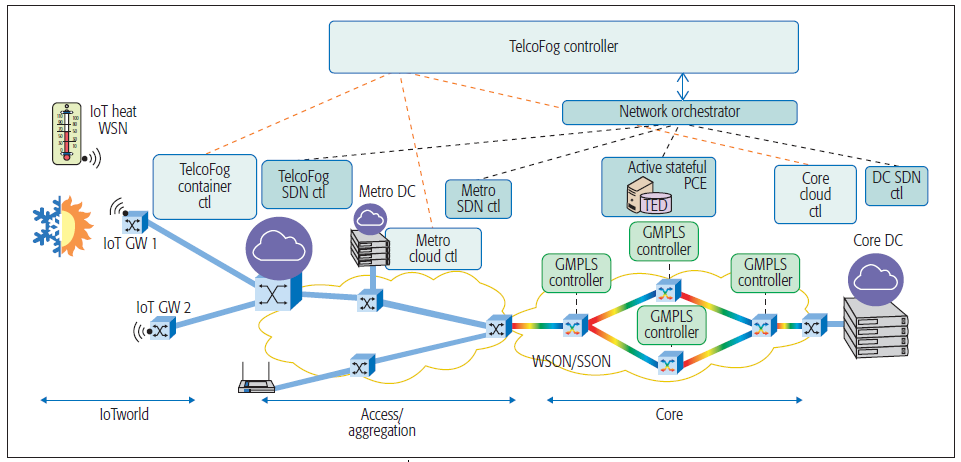 TelcoFog controller
Network orchestrator
IoT heat
WSN
TelcoFog
container
ctl
TelcoFog
SDN ctl
Metro DC
Metro
SDN ctl
Active stateful
PCE
TED
Core
cloud
ctl
DC SDN
ctl
IoT GW 1
Metro
cloud ctl
GMPLS
controller
GMPLS
controller
GMPLS
controller
Core DC
IoT GW 2
GMPLS
controller
WSON/SSON
IoTworld
Access/
aggregation
Core